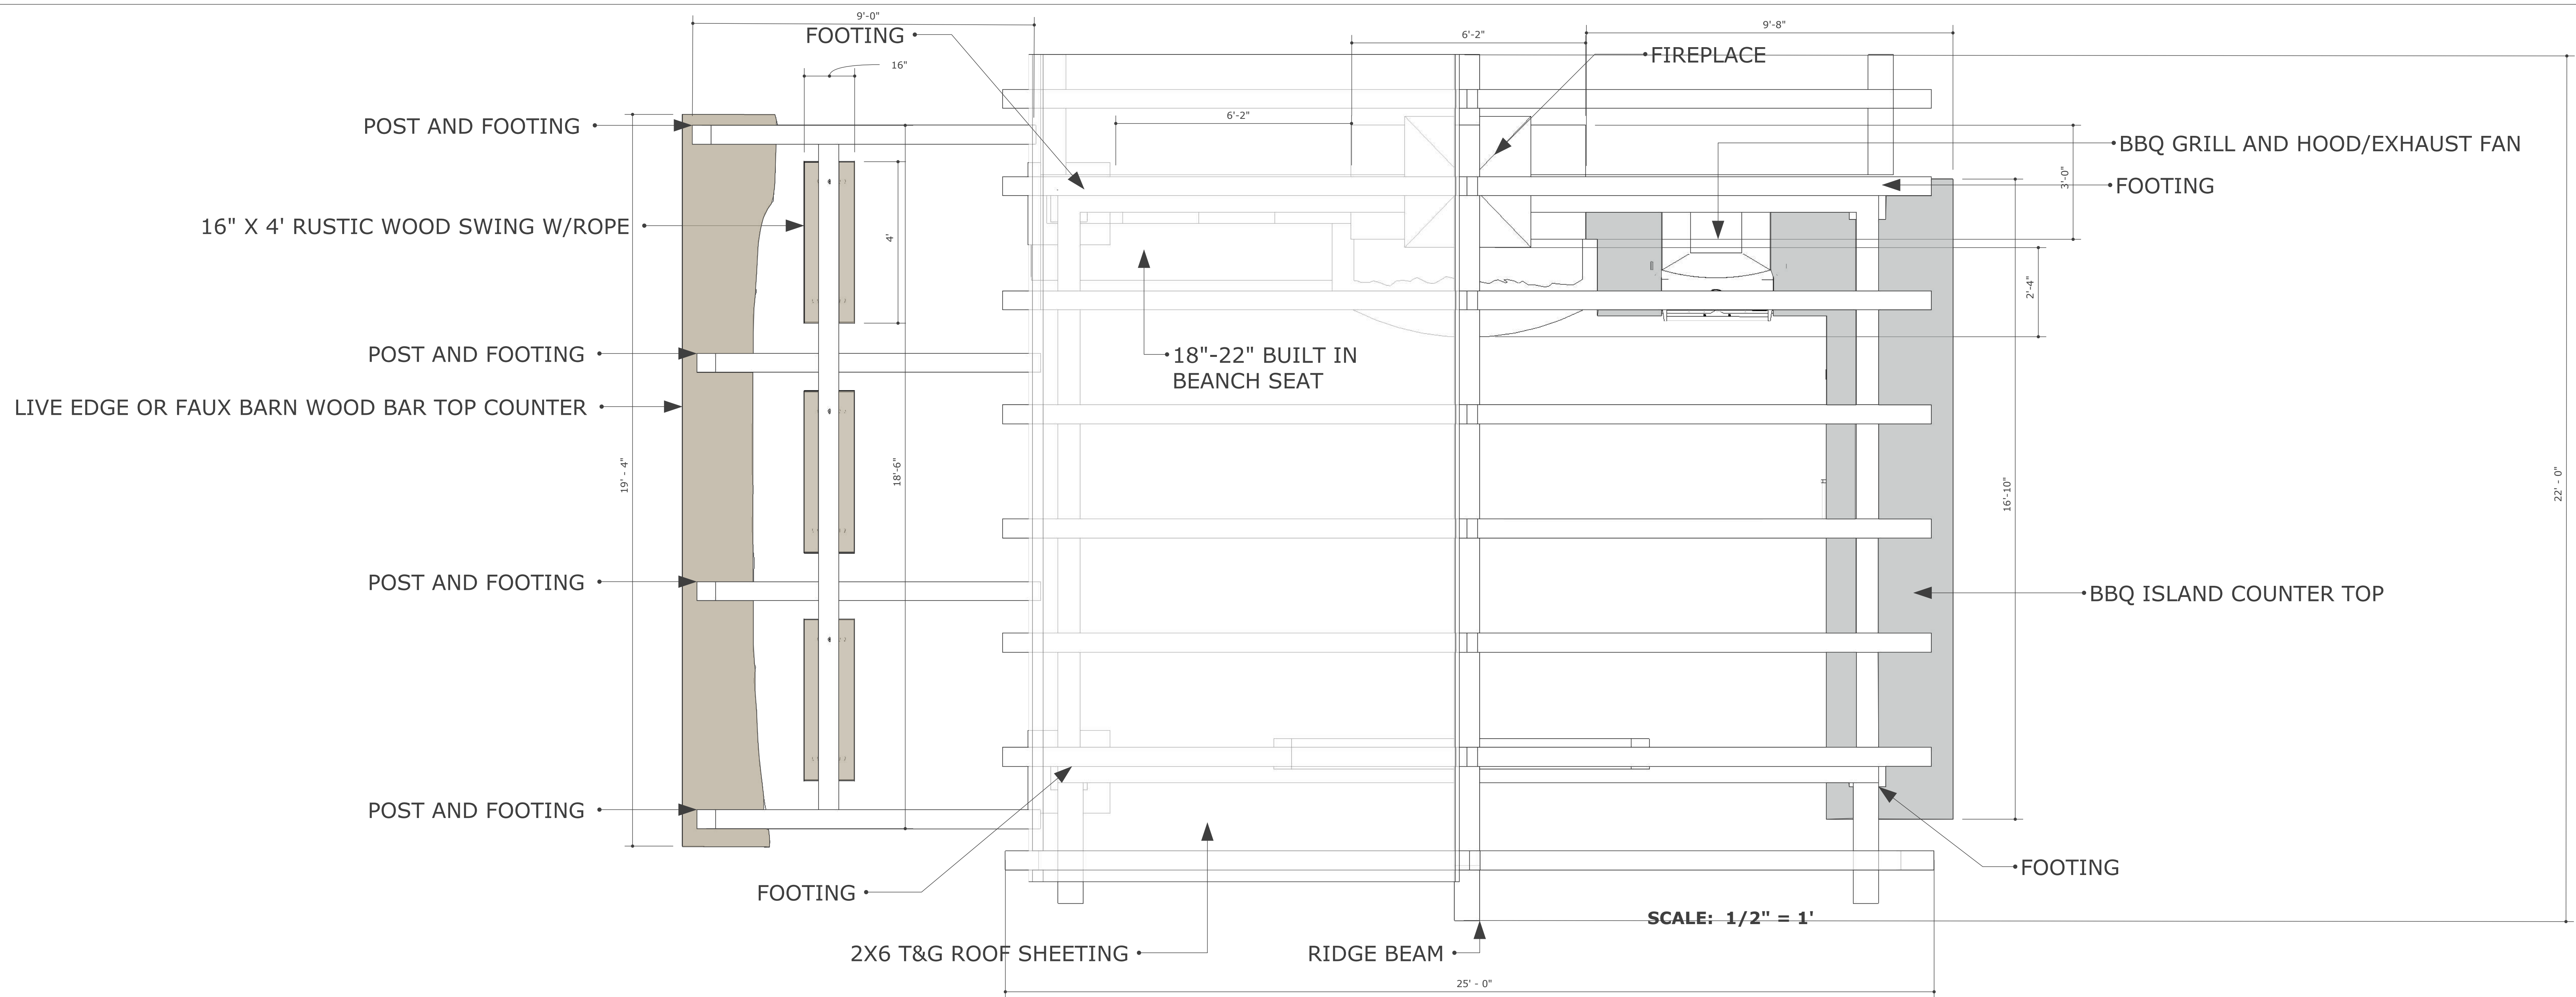 9'-0"
FOOTING
9'-8"
6'-2"
FIREPLACE
16"
6'-2"
POST AND FOOTING
BBQ GRILL AND HOOD/EXHAUST FAN
3'-0"
FOOTING
16" X 4' RUSTIC WOOD SWING W/ROPE
4'
2'-4"
POST AND FOOTING
18"-22" BUILT IN
BEANCH SEAT
LIVE EDGE OR FAUX BARN WOOD BAR TOP COUNTER
19' - 4"
18'-6"
16'-10"
22' - 0"
POST AND FOOTING
BBQ ISLAND COUNTER TOP
POST AND FOOTING
FOOTING
FOOTING
SCALE: 1/2" = 1'
2X6 T&G ROOF SHEETING
RIDGE BEAM
25' - 0"